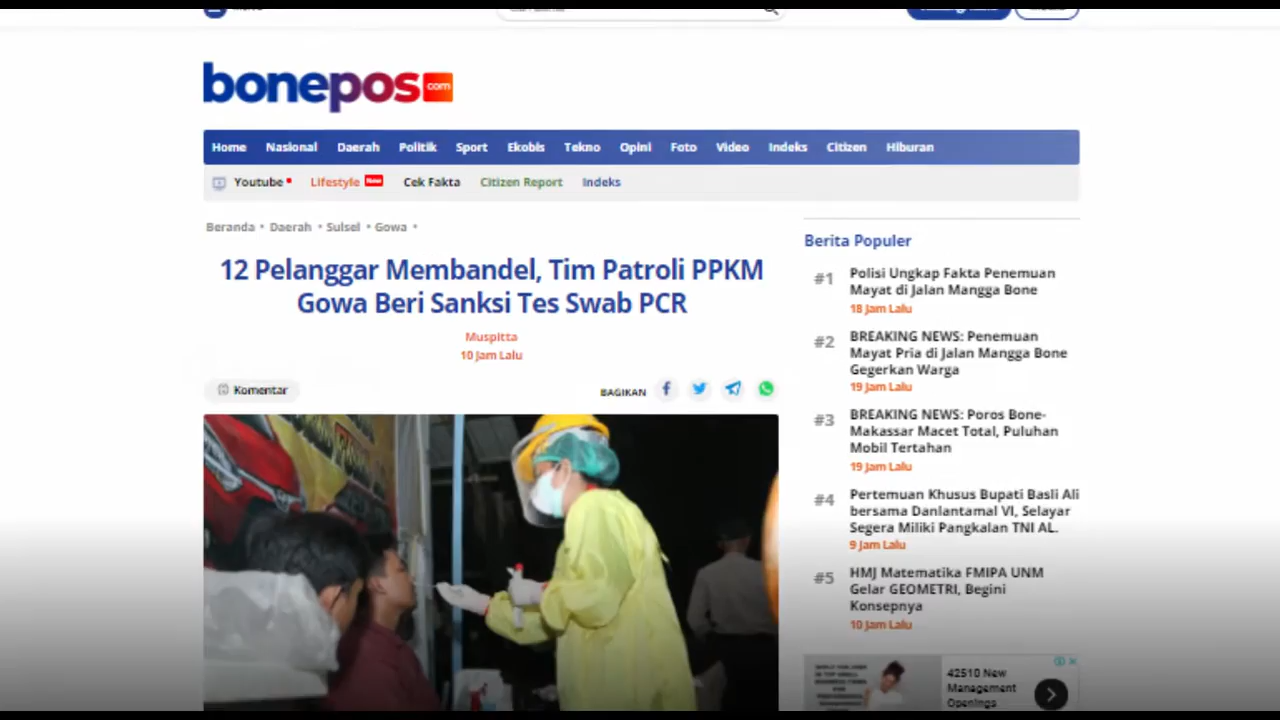 bonepos.com
Home Nasional Daerah Politik Sport Ekobis Tekno Opini Foto Video Indeks Citizen Hiburan
Youtube Lifestyle New Cek Fakta Citizen Report Indeks
Beranda • Daerah • Sulsel • Gowa •
12 Pelanggar Membandel, Tim Patroli PPKM
Gowa Beri Sanksi Tes Swab PCR
Muspitta
10 Jam Lalu
Komentar
BAGIKAN
Berita Populer
#1 Polisi Ungkap Fakta Penemuan
Mayat di Jalan Mangga Bone
18 Jam Lalu
#2 BREAKING NEWS: Penemuan
Mayat Pria di Jalan Mangga Bone
Gegerkan Warga
19 Jam Lalu
#3 BREAKING NEWS: Poros Bone-
Makassar Macet Total, Puluhan
Mobil Tertahan
19 Jam Lalu
#4 Pertemuan Khusus Bupati Basli Ali
bersama Danlantamal VI, Selayar
Segera Miliki Pangkalan TNI AL.
9 Jam Lalu
#5 HMJ Matematika FMIPA UNM
Gelar GEOMETRI, Begini
Konsepnya
10 Jam Lalu
42510 New
Management
Openings